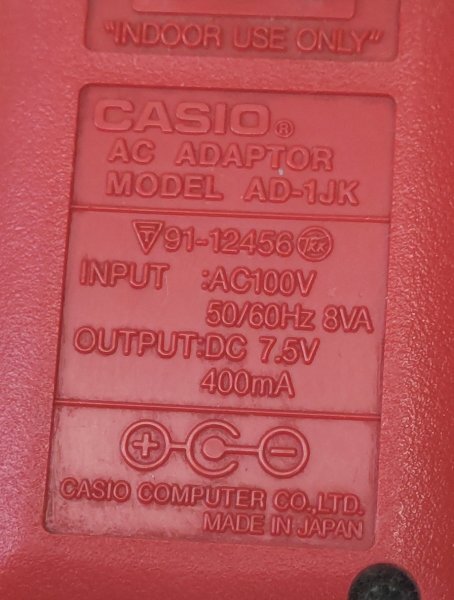 "INDOOR USE ONLY"
CASIO®
AC ADAPTOR
MODEL AD-1JK
▽T 91-12456 TKK
INPUT :AC100V
50/60Hz 8VA
OUTPUT:DC 7.5V
400mA
+ -
CASIO COMPUTER CO.,LTD.
MADE IN JAPAN